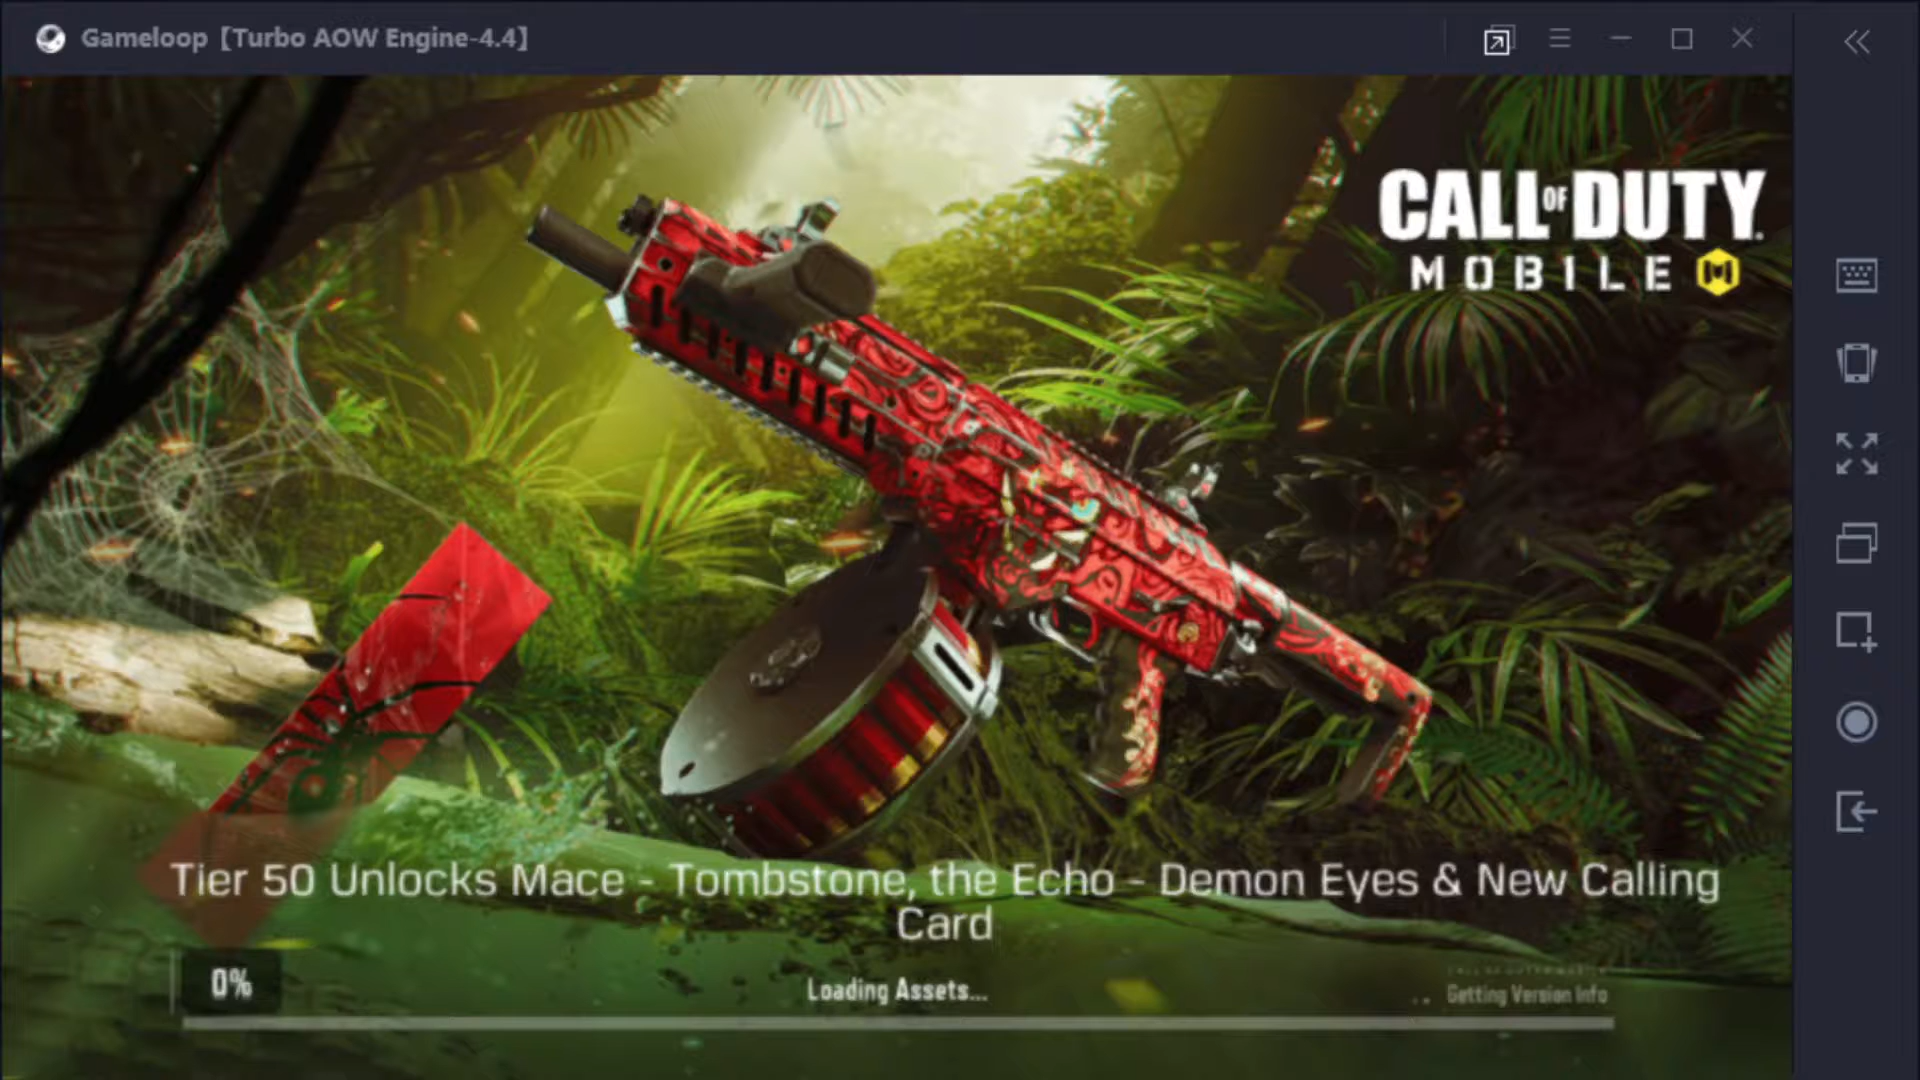 Gameloop【Turbo AOW Engine-4.4】
CALL OF DUTY
MOBILE
Tier 50 Unlocks Mace - Tombstone, the Echo - Demon Eyes & New Calling
Card
0%
Loading Assets...
Getting Version Info